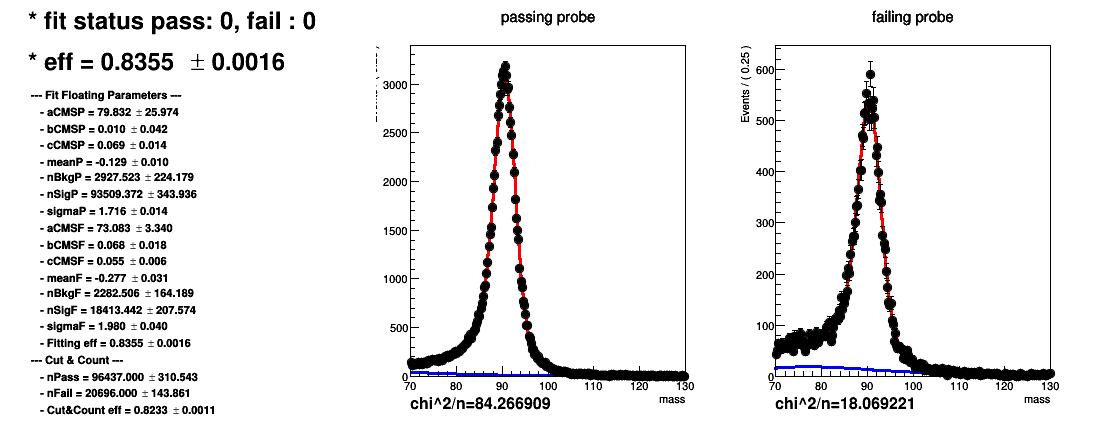 * fit status pass: 0, fail : 0
* eff = 0.8355 ± 0.0016
--- Fit Floating Parameters ---
- aCMSP = 79.832 ± 25.974
- bCMSP = 0.010 ± 0.042
- cCMSP = 0.069 ± 0.014
- meanP = -0.129 ± 0.010
- nBkgP = 2927.523 ± 224.179
- nSigP = 93509.372 ± 343.936
- sigmaP = 1.716 ± 0.014
- aCMSF = 73.083 ± 3.340
- bCMSF = 0.068 ± 0.018
- cCMSF = 0.055 ± 0.006
- meanF = -0.277 ± 0.031
- nBkgF = 2282.506 ± 164.189
- nSigF = 18413.442 ± 207.574
- sigmaF = 1.980 ± 0.040
- Fitting eff = 0.8355 ± 0.0016
--- Cut & Count ---
- nPass = 96437.000 ± 310.543
- nFail = 20696.000 ± 143.861
- Cut&Count eff = 0.8233 ± 0.0011
passing probe
3000
2500
2000
1500
1000
500
0
70 80 90 100 110 120 130
mass
chi^2/n=84.266909
failing probe
Events / ( 0.25 )
600
500
400
300
200
100
0
70 80 90 100 110 120 130
mass
chi^2/n=18.069221